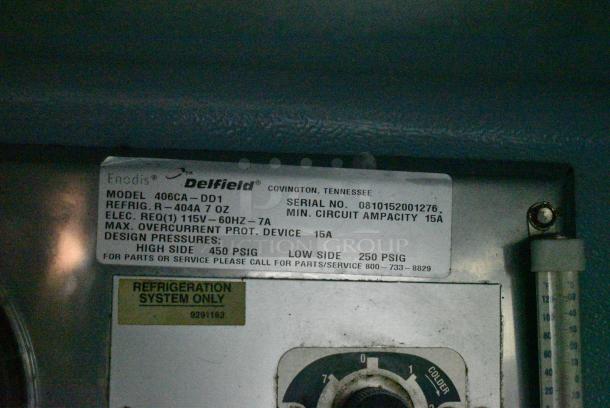 Enodis® Delfield® COVINGTON, TENNESSEE
MODEL 406CA-DD1 SERIAL NO. 0810152001276
REFRIG. R-404A 7 OZ MIN. CIRCUIT AMPACITY 15A
ELEC. REQ(1) 115V-60HZ-7A
MAX. OVERCURRENT PROT. DEVICE 15A
DESIGN PRESSURES;
HIGH SIDE 450 PSIG LOW SIDE 250 PSIG
FOR PARTS OR SERVICE PLEASE CALL FOR PARTS/SERVICE 800-733-8829
GROUP
REFRIGERATION
SYSTEM ONLY
9291192
7 0 1 COLDER
120